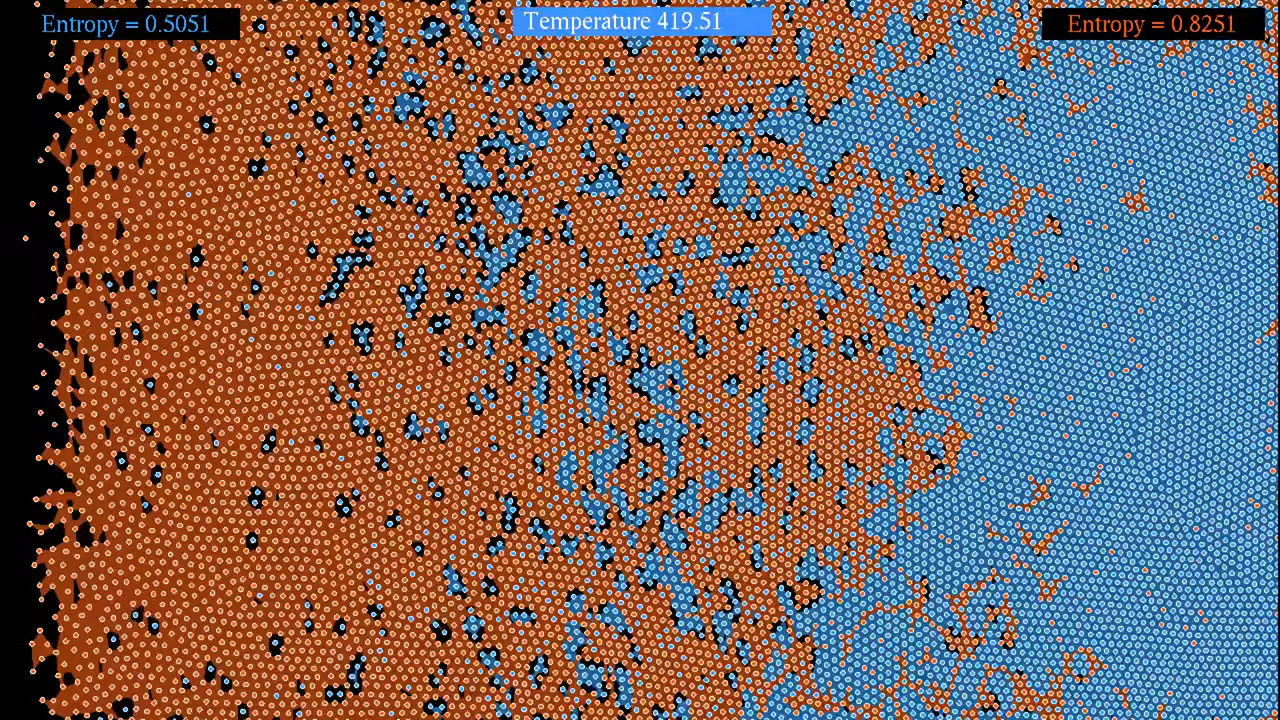 Entropy = 0.5051
Temperature 419.51
Entropy = 0.8251